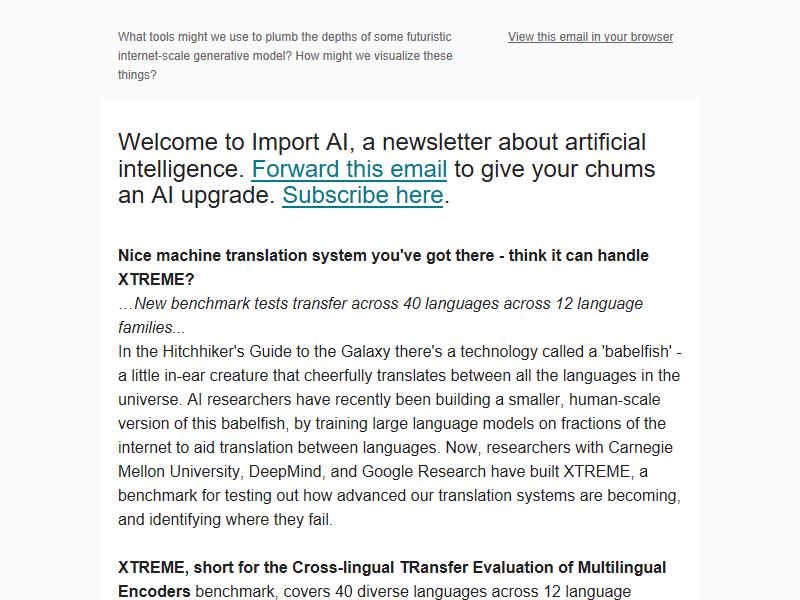 What tools might we use to plumb the depths of some futuristic
internet-scale generative model? How might we visualize these
things?
View this email in your browser
Welcome to Import AI, a newsletter about artificial
intelligence. Forward this email to give your chums
an AI upgrade. Subscribe here.
Nice machine translation system you've got there - think it can handle
XTREME?
…New benchmark tests transfer across 40 languages across 12 language
families...
In the Hitchhiker's Guide to the Galaxy there's a technology called a 'babelfish' -
a little in-ear creature that cheerfully translates between all the languages in the
universe. AI researchers have recently been building a smaller, human-scale
version of this babelfish, by training large language models on fractions of the
internet to aid translation between languages. Now, researchers with Carnegie
Mellon University, DeepMind, and Google Research have built XTREME, a
benchmark for testing out how advanced our translation systems are becoming,
and identifying where they fail.
XTREME, short for the Cross-lingual TRansfer Evaluation of Multilingual
Encoders benchmark, covers 40 diverse languages across 12 language